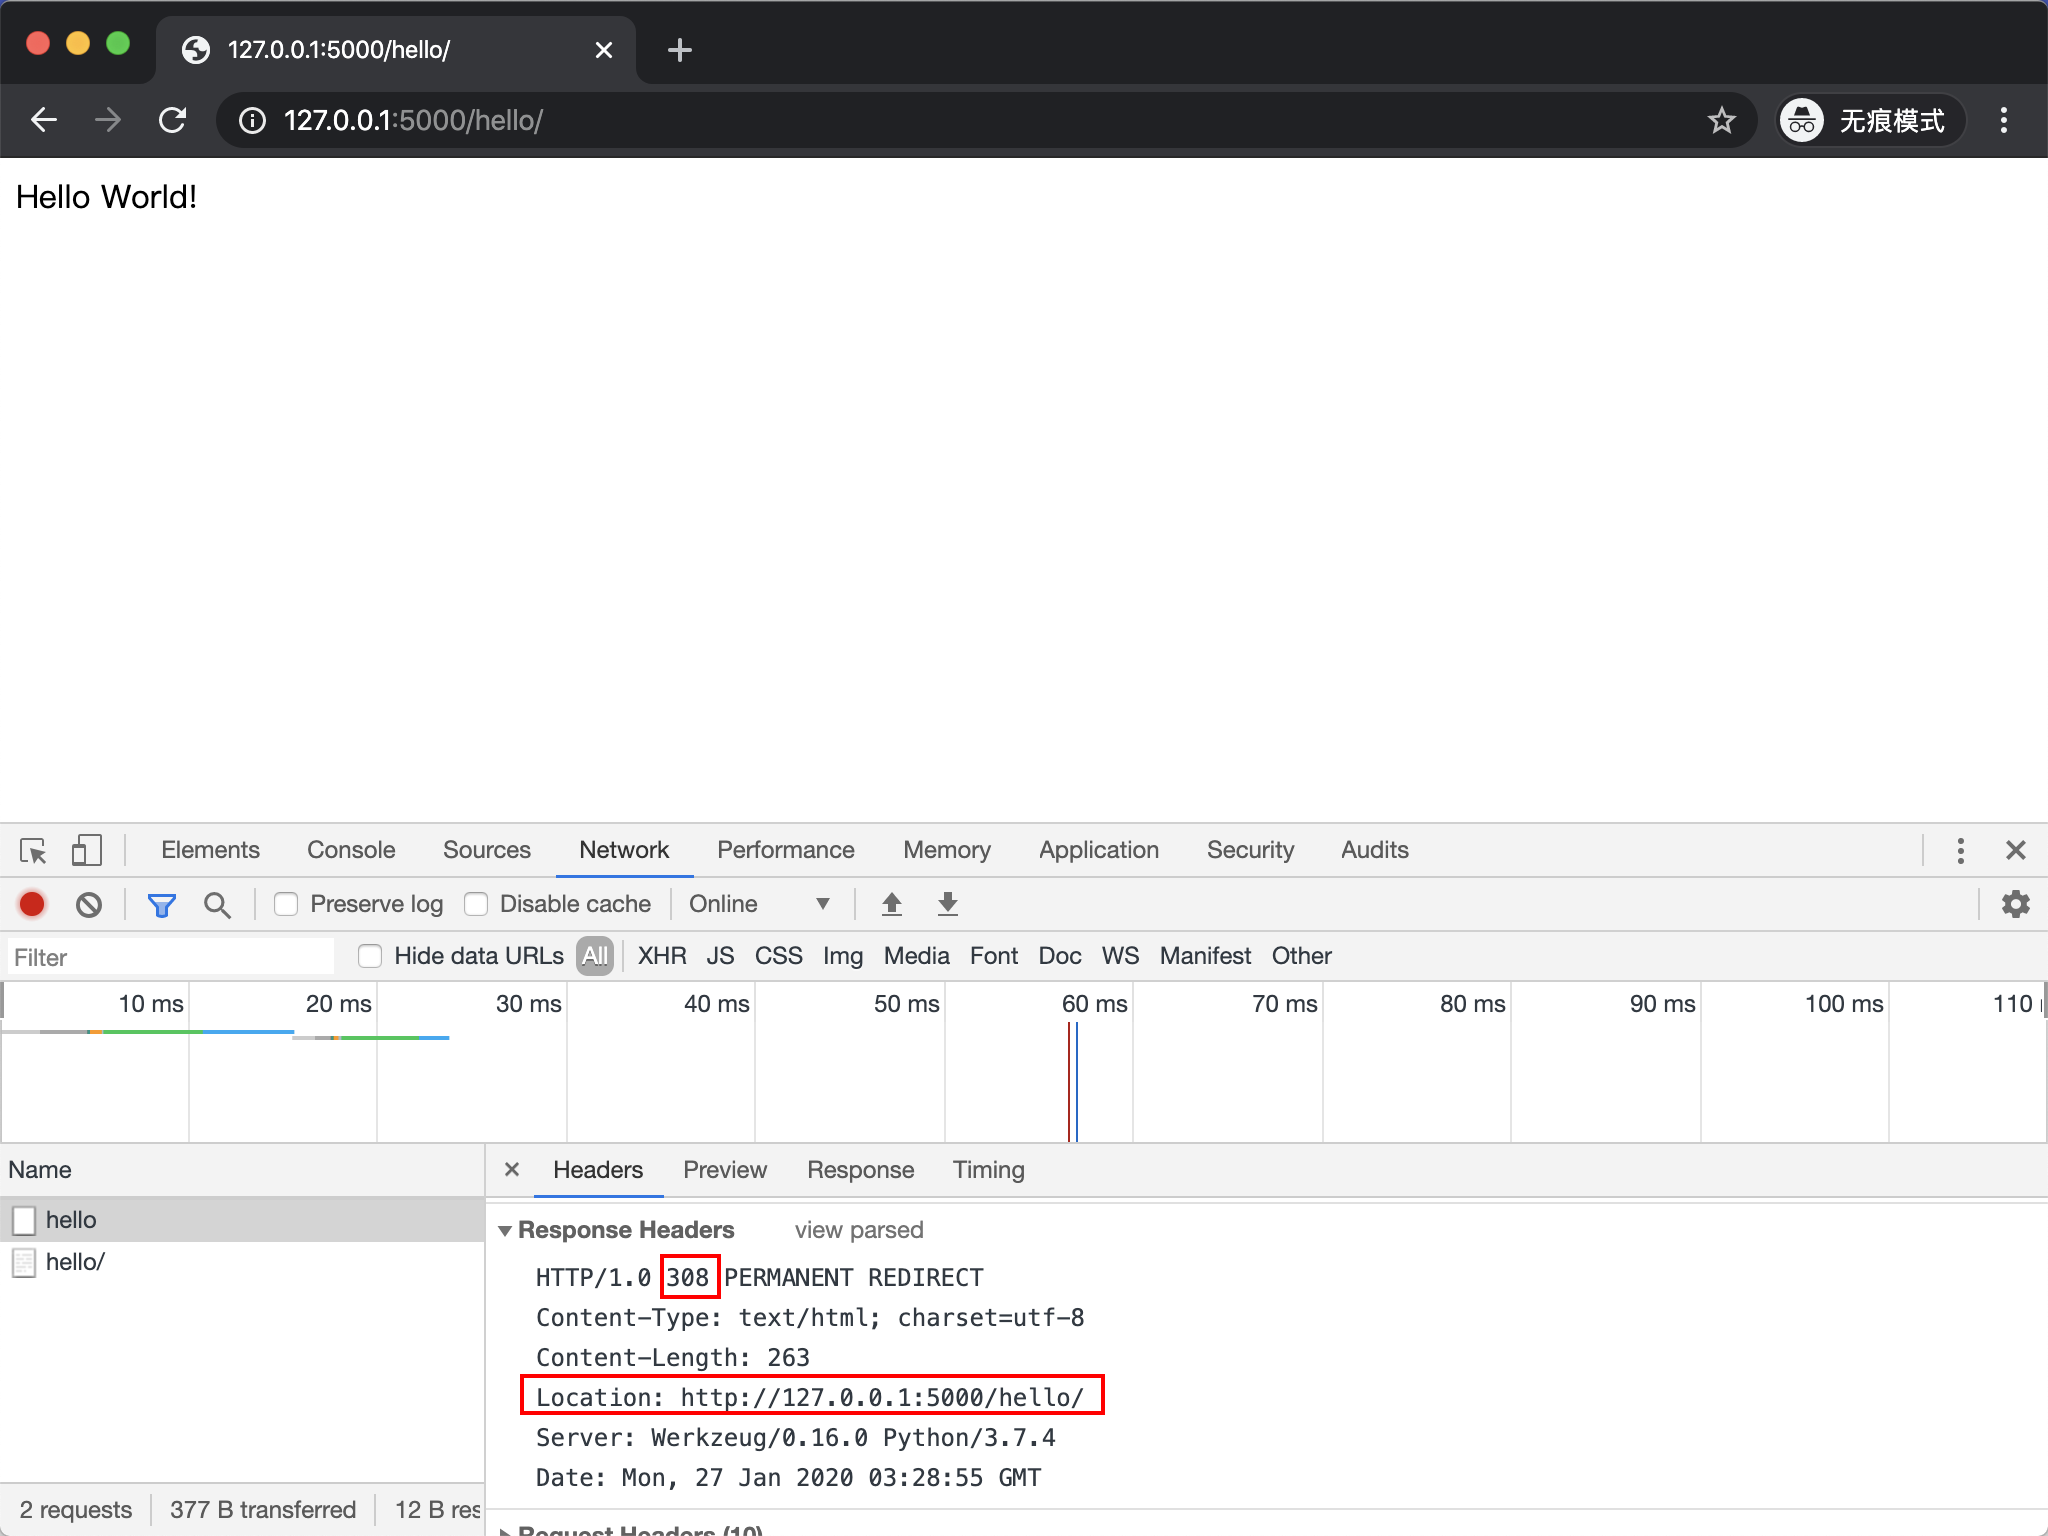 127.0.0.1:5000/hello/
127.0.0.1:5000/hello/
无痕模式
Hello World!
Elements Console Sources Network Performance Memory Application Security Audits
Preserve log Disable cache Online
Filter Hide data URLs All XHR JS CSS Img Media Font Doc WS Manifest Other
10 ms 20 ms 30 ms 40 ms 50 ms 60 ms 70 ms 80 ms 90 ms 100 ms 110
Name
hello
hello/
2 requests 377 B transferred 12 B res
Headers Preview Response Timing
Response Headers view parsed
HTTP/1.0 308 PERMANENT REDIRECT
Content-Type: text/html; charset=utf-8
Content-Length: 263
Location: http://127.0.0.1:5000/hello/
Server: Werkzeug/0.16.0 Python/3.7.4
Date: Mon, 27 Jan 2020 03:28:55 GMT
Request Headers (10)